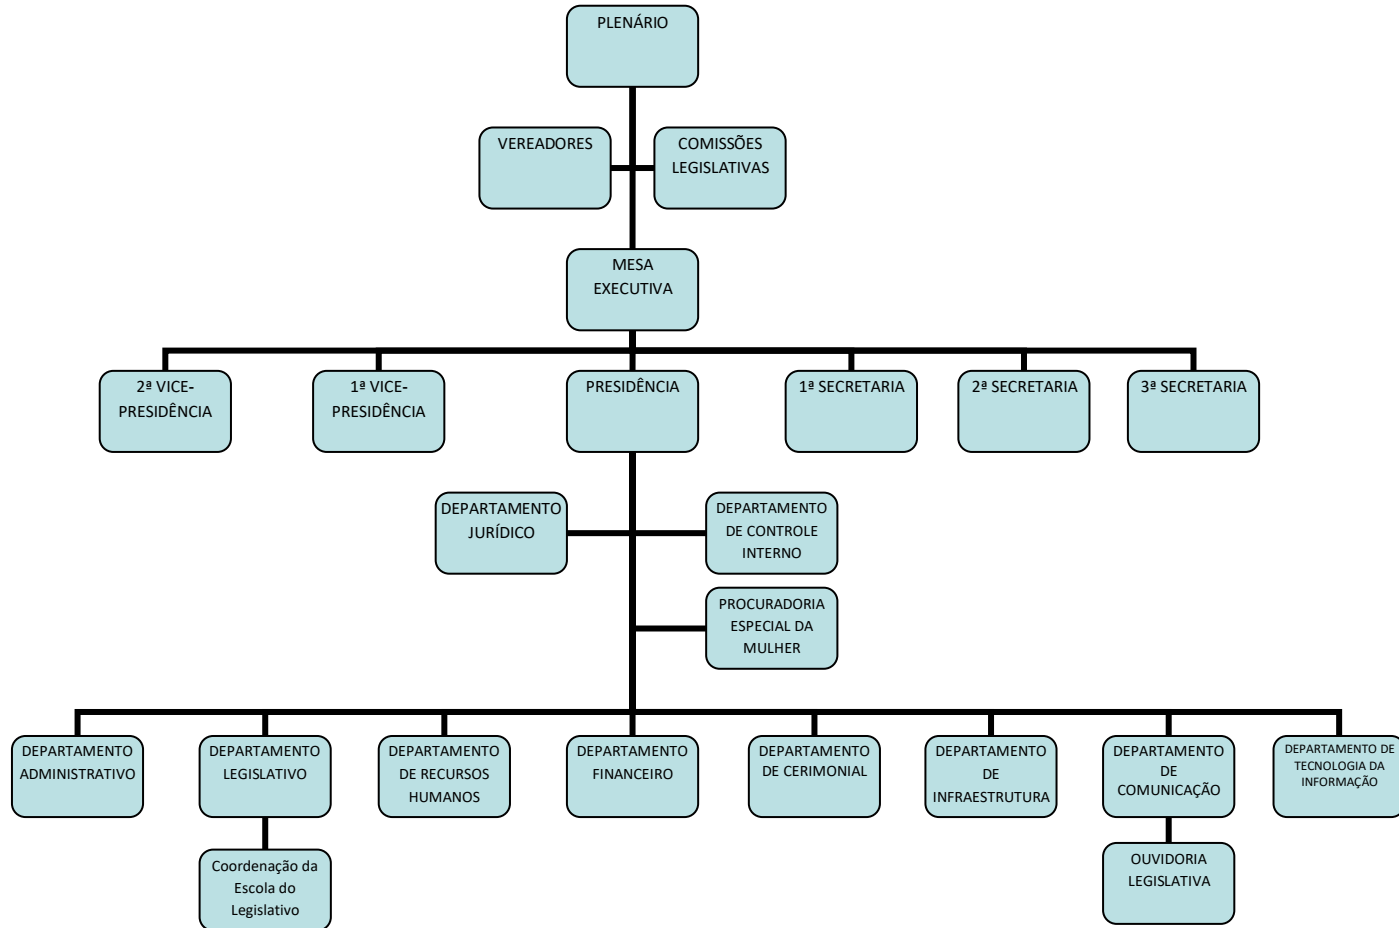 PLENÁRIO
VEREADORES
COMISSÕES
LEGISLATIVAS
MESA
EXECUTIVA
2ª VICE-
PRESIDÊNCIA
1ª VICE-
PRESIDÊNCIA
PRESIDÊNCIA
1ª SECRETARIA
2ª SECRETARIA
3ª SECRETARIA
DEPARTAMENTO
JURÍDICO
DEPARTAMENTO
DE CONTROLE
INTERNO
PROCURADORIA
ESPECIAL DA
MULHER
DEPARTAMENTO
ADMINISTRATIVO
DEPARTAMENTO
LEGISLATIVO
DEPARTAMENTO
DE RECURSOS
HUMANOS
DEPARTAMENTO
FINANCEIRO
DEPARTAMENTO
DE CERIMONIAL
DEPARTAMENTO
DE
INFRAESTRUTURA
DEPARTAMENTO
DE
COMUNICAÇÃO
DEPARTAMENTO DE
TECNOLOGIA DA
INFORMAÇÃO
Coordenação da
Escola do
Legislativo
OUVIDORIA
LEGISLATIVA